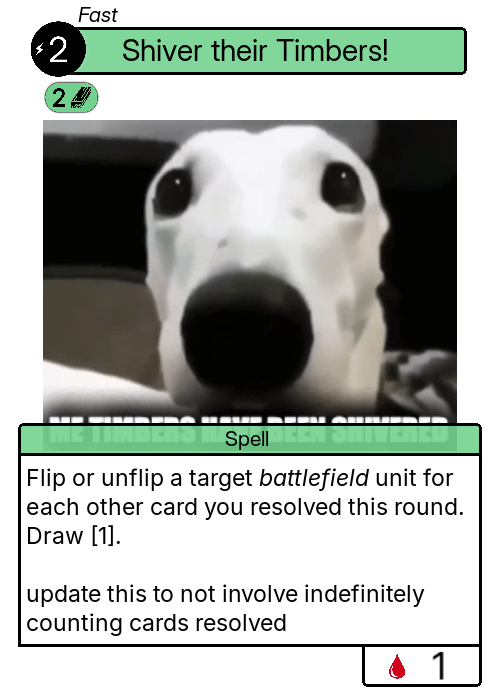 Fast
2
Shiver their Timbers!
2
ME TIMBERS HAVE BEEN SHIVERED
Spell
Flip or unflip a target battlefield unit for
each other card you resolved this round.
Draw [1].
update this to not involve indefinitely
counting cards resolved
1